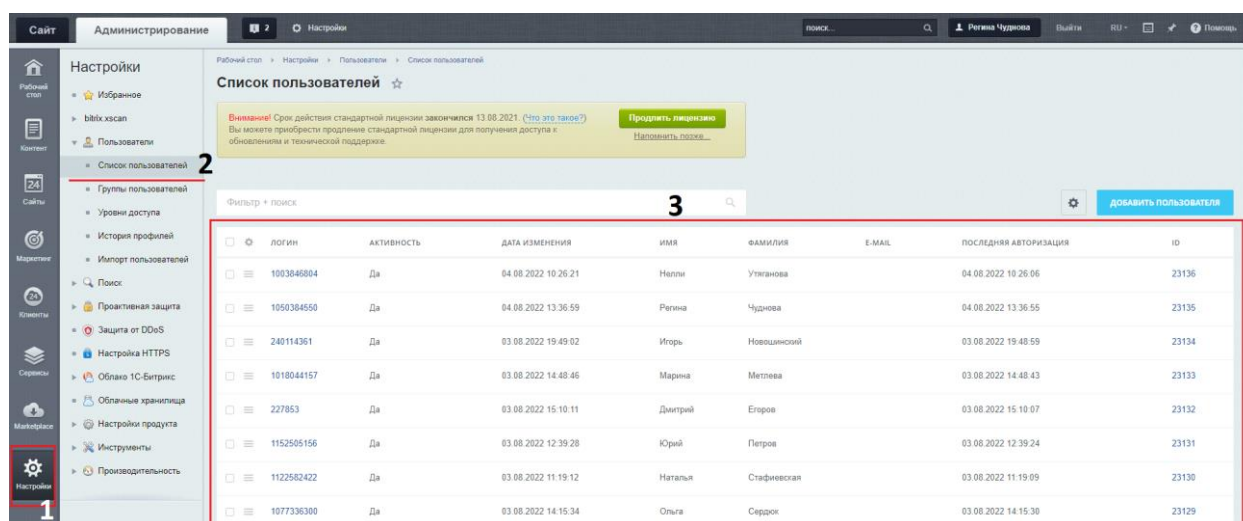 Сайт
Администрирование
2
Настройки
поиск...
Регина Чуднова
Выйти
RU
Помощь
Рабочий стол
Контент
24
Сайты
Маркетинг
24
Клиенты
Сервисы
Marketplace
Настройки
1
Настройки
Избранное
bitrix.xscan
Пользователи
Список пользователей
2
Группы пользователей
Уровни доступа
История профилей
Импорт пользователей
Поиск
Проактивная защита
Защита от DDoS
Настройка HTTPS
Облако 1С-Битрикс
Облачные хранилища
Настройки продукта
Инструменты
Производительность
Рабочий стол Настройки Пользователи Список пользователей
Список пользователей
Внимание! Срок действия стандартной лицензии закончился 13.08.2021. (Что это такое?)
Вы можете приобрести продление стандартной лицензии для получения доступа к
обновлениям и технической поддержке.
Продлить лицензию
Напомнить позже...
Фильтр + поиск
3
ДОБАВИТЬ ПОЛЬЗОВАТЕЛЯ
ЛОГИН АКТИВНОСТЬ ДАТА ИЗМЕНЕНИЯ ИМЯ ФАМИЛИЯ E-MAIL ПОСЛЕДНЯЯ АВТОРИЗАЦИЯ ID
1003846804 Да 04.08.2022 10:26:21 Нелли Утяганова 04.08.2022 10:26:06 23136
1050384550 Да 04.08.2022 13:36:59 Регина Чуднова 04.08.2022 13:36:55 23135
240114361 Да 03.08.2022 19:49:02 Игорь Новошинский 03.08.2022 19:48:59 23134
1018044157 Да 03.08.2022 14:48:46 Марина Метлева 03.08.2022 14:48:43 23133
227853 Да 03.08.2022 15:10:11 Дмитрий Егоров 03.08.2022 15:10:07 23132
1152505156 Да 03.08.2022 12:39:28 Юрий Петров 03.08.2022 12:39:24 23131
1122582422 Да 03.08.2022 11:19:12 Наталья Стафиевская 03.08.2022 11:19:09 23130
1077336300 Да 03.08.2022 14:15:34 Ольга Сердюк 03.08.2022 14:15:30 23129